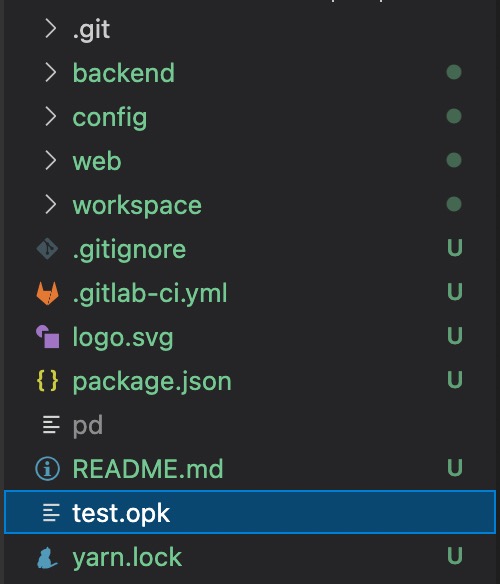 .git
backend
config
web
workspace
.gitignore U
.gitlab-ci.yml U
logo.svg U
package.json U
pd
README.md U
test.opk
yarn.lock U